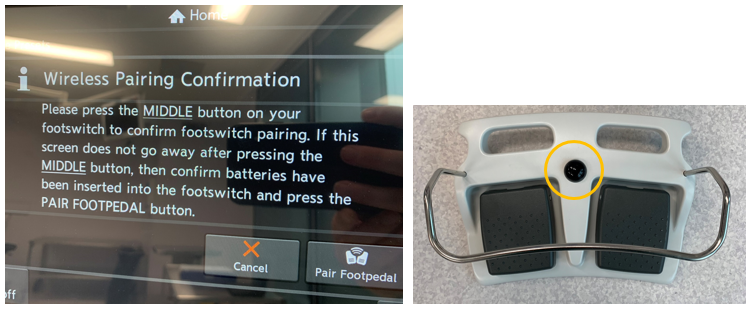 Home
Wireless Pairing Confirmation
Please press the MIDDLE button on your
footswitch to confirm footswitch pairing. If this
screen does not go away after pressing the
MIDDLE button, then confirm batteries have
been inserted into the footswitch and press the
PAIR FOOTPEDAL button.
Cancel
Pair Footpedal
off